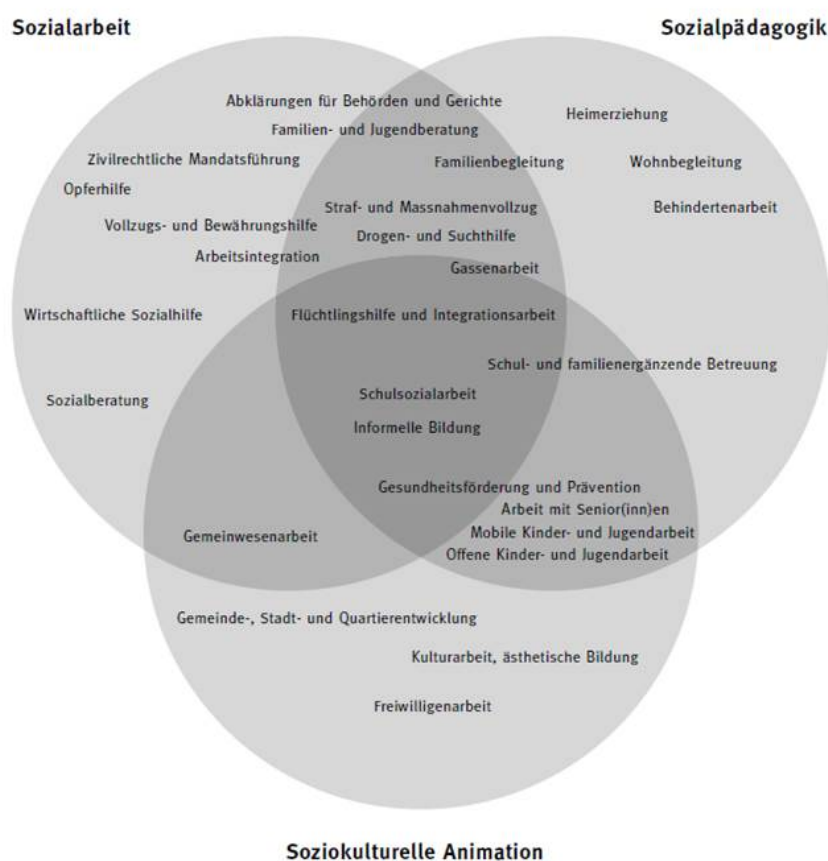 Sozialarbeit
Sozialpädagogik
Abklärungen für Behörden und Gerichte
Heimerziehung
Familien- und Jugendberatung
Zivilrechtliche Mandatsführung
Familienbegleitung
Wohnbegleitung
Opferhilfe
Straf- und Massnahmenvollzug
Behindertenarbeit
Vollzugs- und Bewährungshilfe
Drogen- und Suchthilfe
Arbeitsintegration
Gassenarbeit
Wirtschaftliche Sozialhilfe
Flüchtlingshilfe und Integrationsarbeit
Schul- und familienergänzende Betreuung
Sozialberatung
Schulsozialarbeit
Informelle Bildung
Gesundheitsförderung und Prävention
Arbeit mit Senior(inn)en
Gemeinwesenarbeit
Mobile Kinder- und Jugendarbeit
Offene Kinder- und Jugendarbeit
Gemeinde-, Stadt- und Quartierentwicklung
Kulturarbeit, ästhetische Bildung
Freiwilligenarbeit
Soziokulturelle Animation